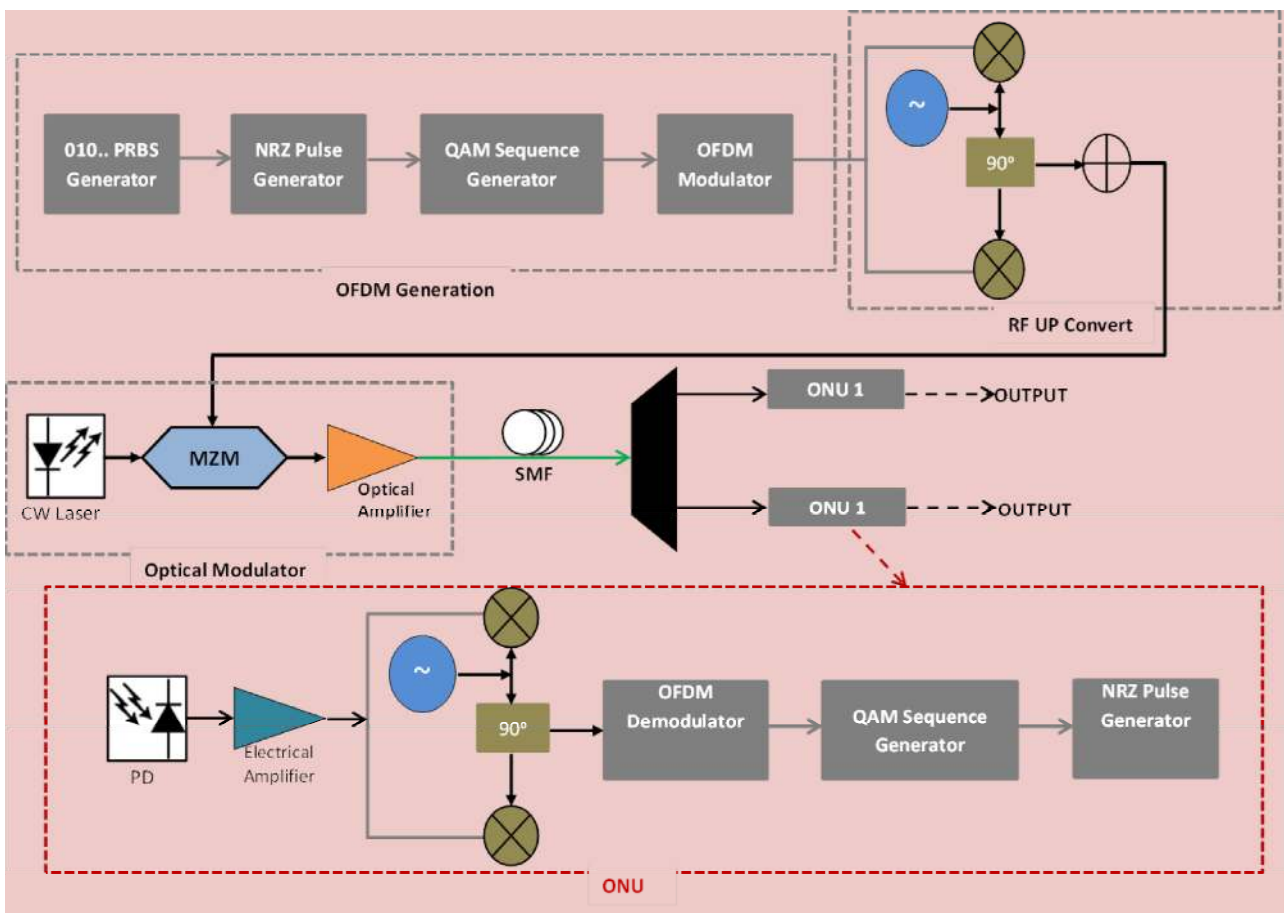 010.. PRBS
Generator
NRZ Pulse
Generator
QAM Sequence
Generator
OFDM
Modulator
~
90º
OFDM Generation
RF UP Convert
CW Laser
MZM
Optical
Amplifier
Optical Modulator
SMF
ONU 1
OUTPUT
ONU 1
OUTPUT
PD
Electrical
Amplifier
~
90º
OFDM
Demodulator
QAM Sequence
Generator
NRZ Pulse
Generator
ONU